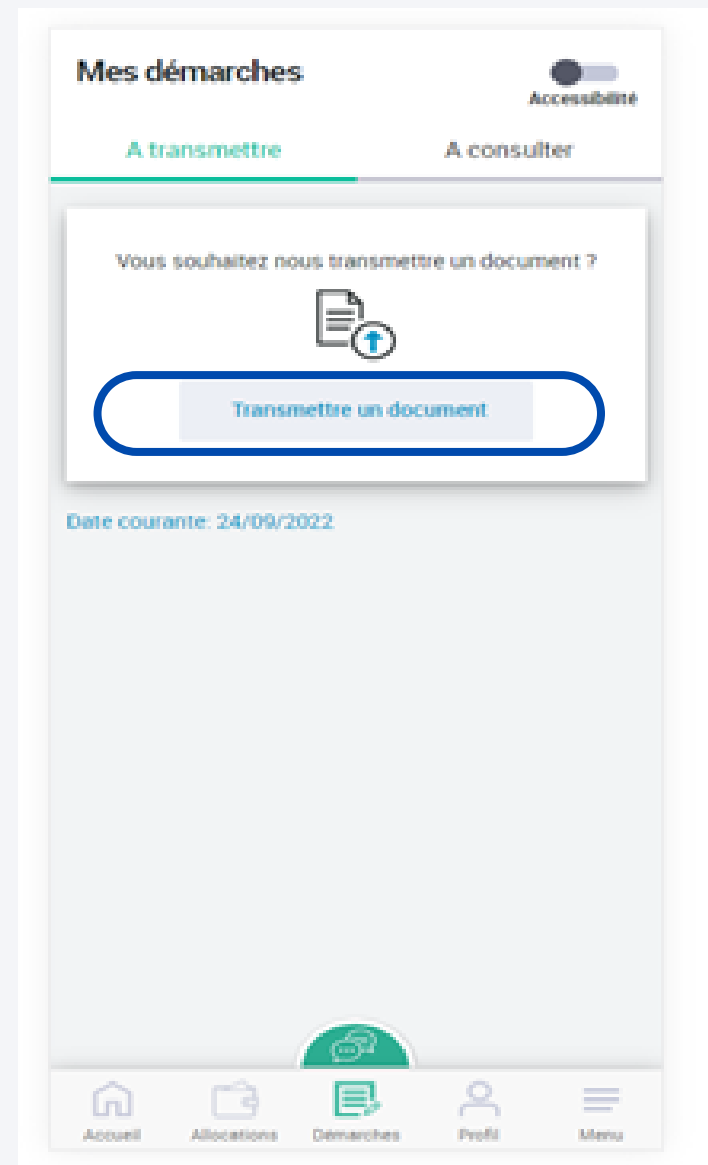 Mes démarches
Accessibilité
A transmettre
A consulter
Vous souhaitez nous transmettre un document ?
Transmettre un document
Date courante: 24/09/2022
Accueil
Allocations
Démarches
Profil
Menu